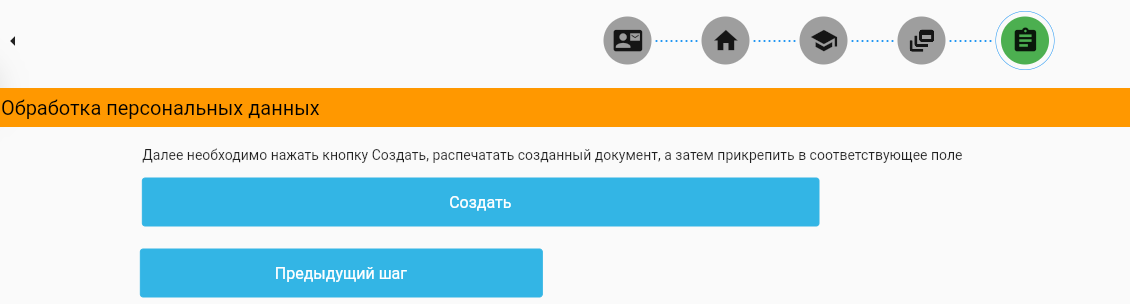 Обработка персональных данных
Далее необходимо нажать кнопку Создать, распечатать созданный документ, а затем прикрепить в соответствующее поле
Создать
Предыдущий шаг